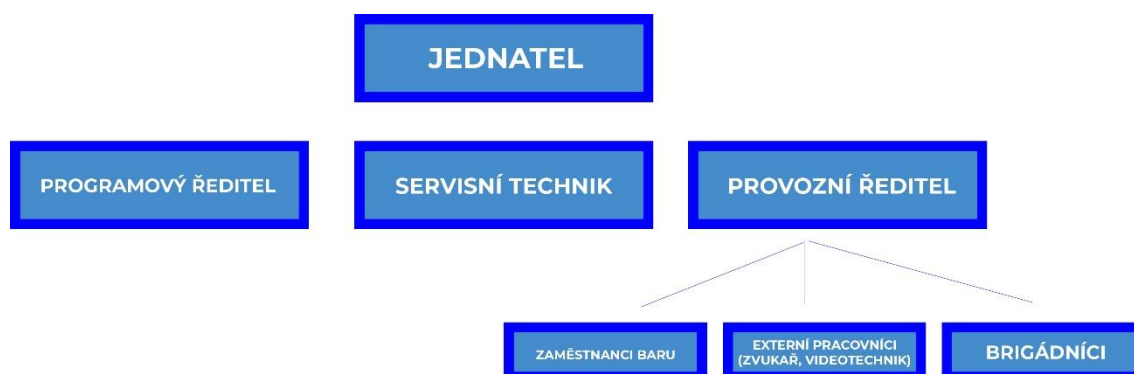 JEDNATEL
PROGRAMOVÝ ŘEDITEL
SERVISNÍ TECHNIK
PROVOZNÍ ŘEDITEL
ZAMĚSTNANCI BARU
EXTERNÍ PRACOVNÍCI
(ZVUKAŘ, VIDEOTECHNIK)
BRIGÁDNÍCI